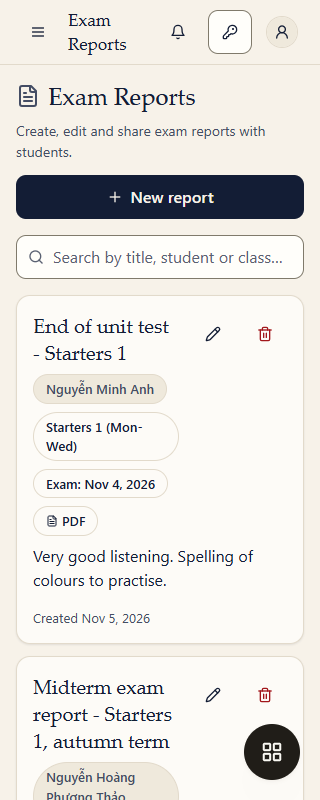 Exam
Reports
Exam Reports
Create, edit and share exam reports with
students.
New report
Search by title, student or class...
End of unit test
- Starters 1
Nguyễn Minh Anh
Starters 1 (Mon-
Wed)
Exam: Nov 4, 2026
PDF
Very good listening. Spelling of
colours to practise.
Created Nov 5, 2026
Midterm exam
report - Starters
1, autumn term
Nguyễn Hoàng
Phương Thảo